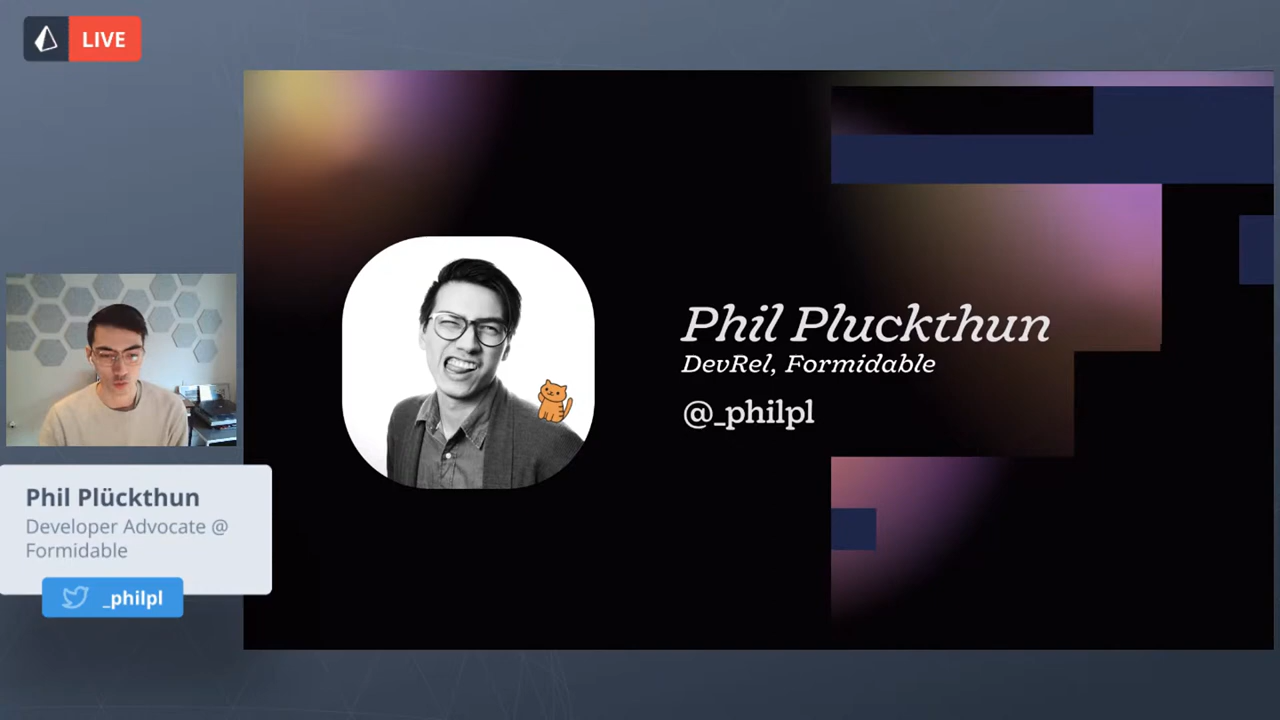 LIVE
Phil Pluckthun
DevRel, Formidable
@_philpl
Phil Plückthun
Developer Advocate @
Formidable
_philpl